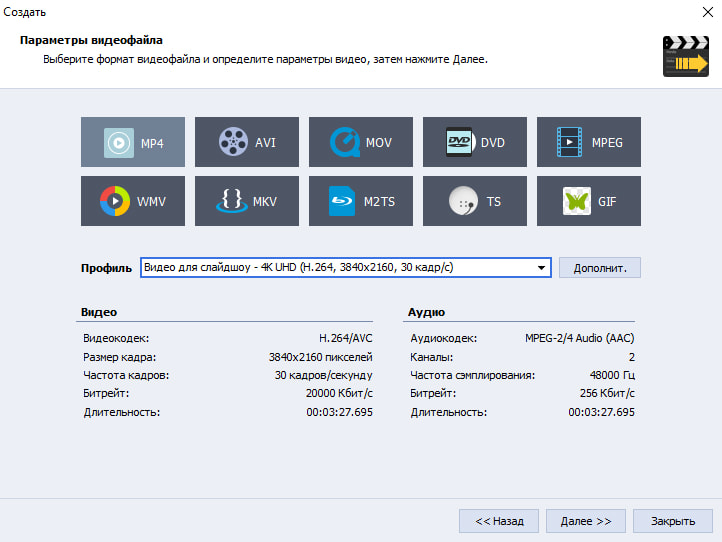 Создать
Параметры видеофайла
Выберите формат видеофайла и определите параметры видео, затем нажмите Далее.
MP4 AVI MOV DVD DVD MPEG
WMV MKV M2TS TS GIF
Профиль Видео для слайдшоу - 4K UHD (H.264, 3840x2160, 30 кадр/с) Дополнит.
Видео Аудио
Видеокодек: H.264/AVC Аудиокодек: MPEG-2/4 Audio (AAC)
Размер кадра: 3840x2160 пикселей Каналы: 2
Частота кадров: 30 кадров/секунду Частота сэмплирования: 48000 Гц
Битрейт: 20000 Кбит/с Битрейт: 256 Кбит/с
Длительность: 00:03:27.695 Длительность: 00:03:27.695
<< Назад Далее >> Закрыть